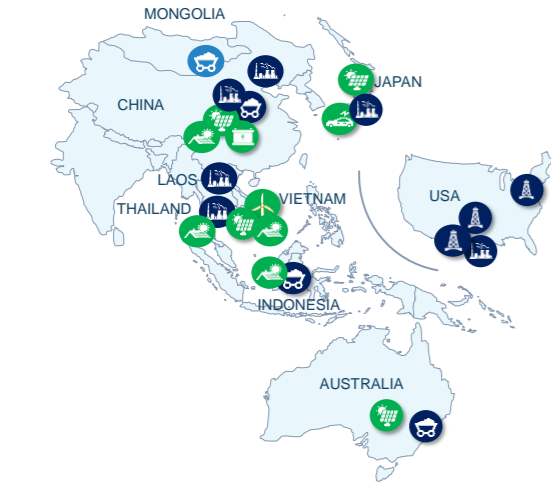 MONGOLIA
JAPAN
CHINA
LAOS
THAILAND
VIETNAM
USA
INDONESIA
AUSTRALIA